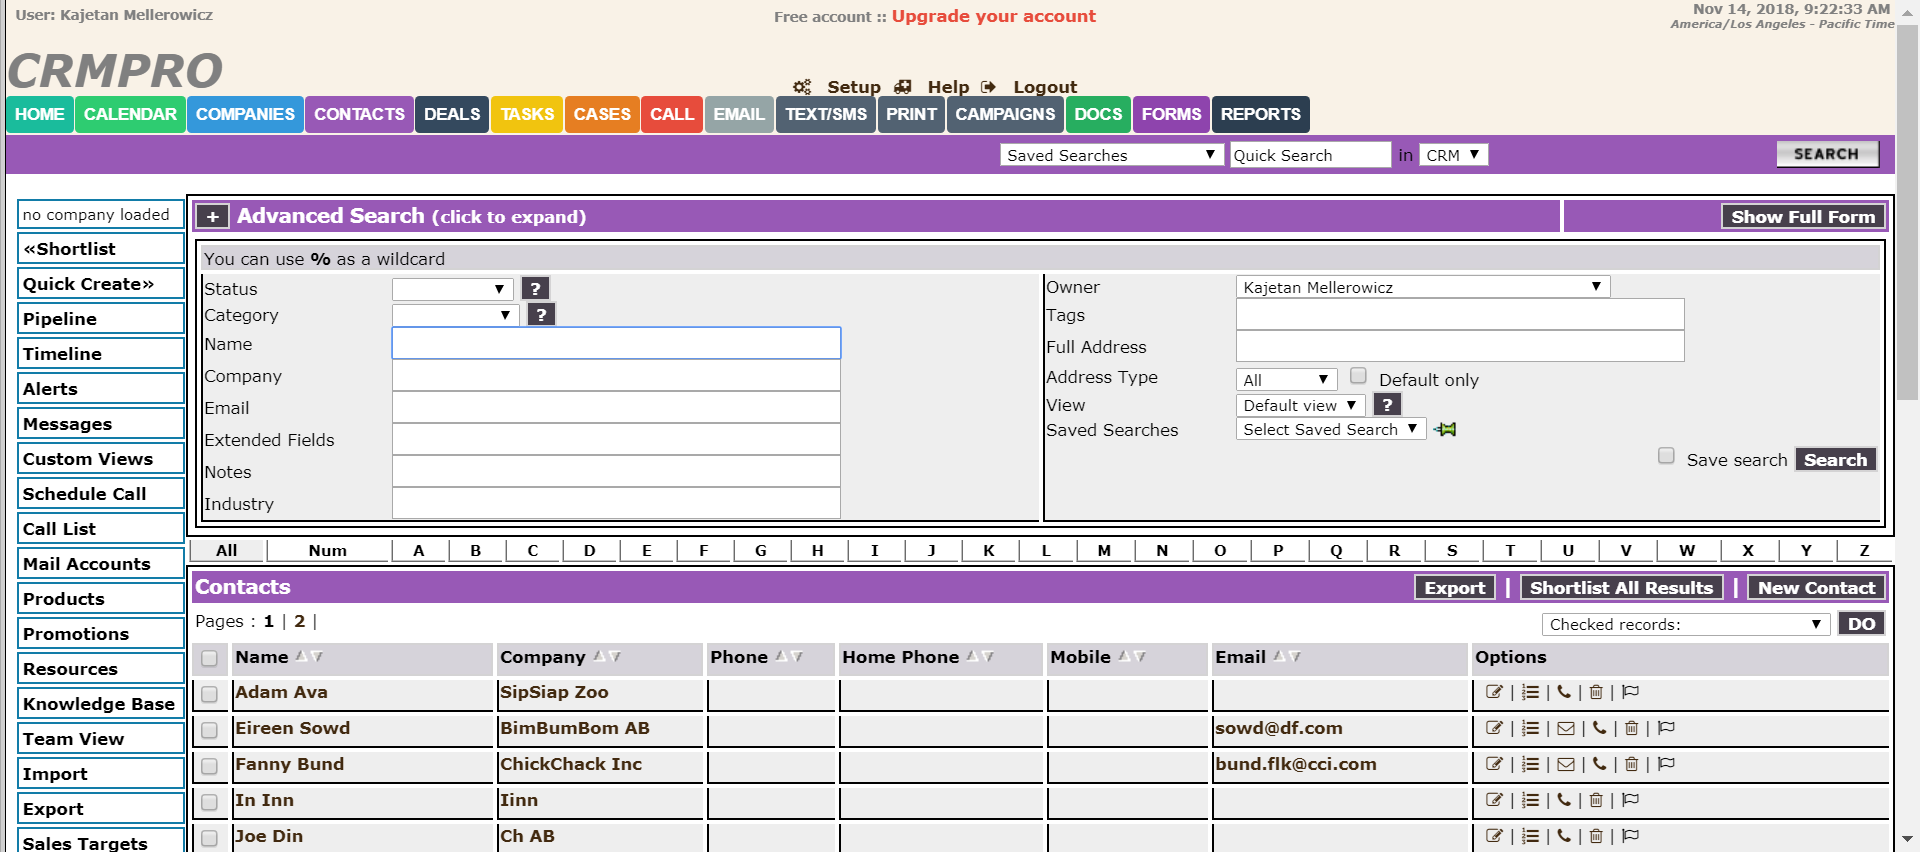 User: Kajetan Mellerowicz
Free account :: Upgrade your account
Nov 14, 2018, 9:22:33 AM
America/Los Angeles - Pacific Time
CRMPRO
Setup Help Logout
HOME CALENDAR COMPANIES CONTACTS DEALS TASKS CASES CALL EMAIL TEXT/SMS PRINT CAMPAIGNS DOCS FORMS REPORTS
Saved Searches Quick Search in CRM SEARCH
no company loaded
«Shortlist
Quick Create»
Pipeline
Timeline
Alerts
Messages
Custom Views
Schedule Call
Call List
Mail Accounts
Products
Promotions
Resources
Knowledge Base
Team View
Import
Export
Sales Targets
+ Advanced Search (click to expand) Show Full Form
You can use % as a wildcard
Status ?
Category ?
Name
Company
Email
Extended Fields
Notes
Industry
Owner Kajetan Mellerowicz
Tags
Full Address
Address Type All Default only
View Default view ?
Saved Searches Select Saved Search
Save search Search
All Num A B C D E F G H I J K L M N O P Q R S T U V W X Y Z
Contacts Export | Shortlist All Results | New Contact
Pages : 1 | 2 |
Checked records: DO
Name Company Phone Home Phone Mobile Email Options
Adam Ava SipSiap Zoo | | | |
Eireen Sowd BimBumBom AB sowd@df.com | | | | |
Fanny Bund ChickChack Inc bund.flk@cci.com | | | | |
In Inn Iinn | | | |
Joe Din Ch AB | | | |